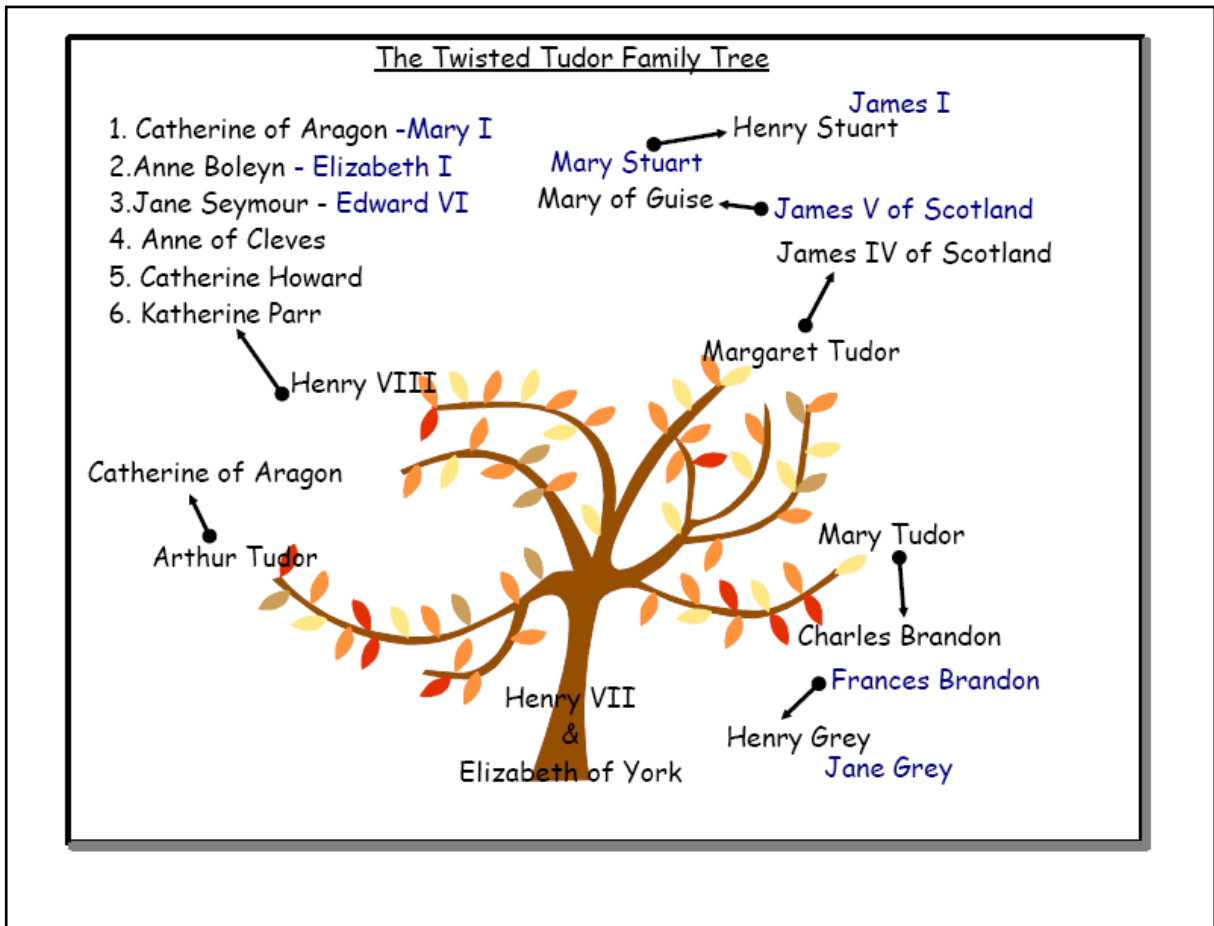 The Twisted Tudor Family Tree
1. Catherine of Aragon -Mary I
2.Anne Boleyn - Elizabeth I
3.Jane Seymour - Edward VI
4. Anne of Cleves
5. Catherine Howard
6. Katherine Parr
Henry VIII
Catherine of Aragon
Arthur Tudor
James I
Henry Stuart
Mary Stuart
Mary of Guise
James V of Scotland
James IV of Scotland
Margaret Tudor
Mary Tudor
Charles Brandon
Frances Brandon
Henry Grey
Jane Grey
Henry VII
&
Elizabeth of York